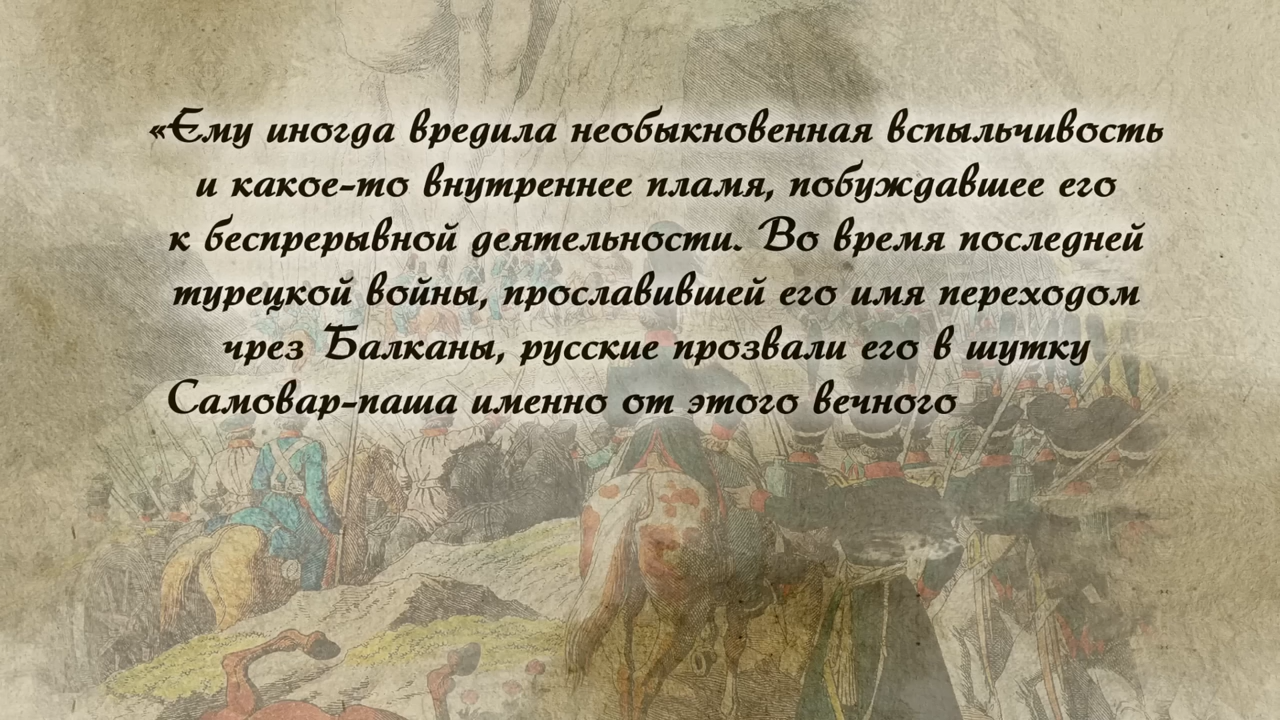 «Ему иногда вредила необыкновенная вспыльчивость
и какое-то внутреннее пламя, побуждавшее его
к беспрерывной деятельности. Во время последней
турецкой войны, прославившей его имя переходом
чрез Балканы, русские прозвали его в шутку
Самовар-паша именно от этого вечного